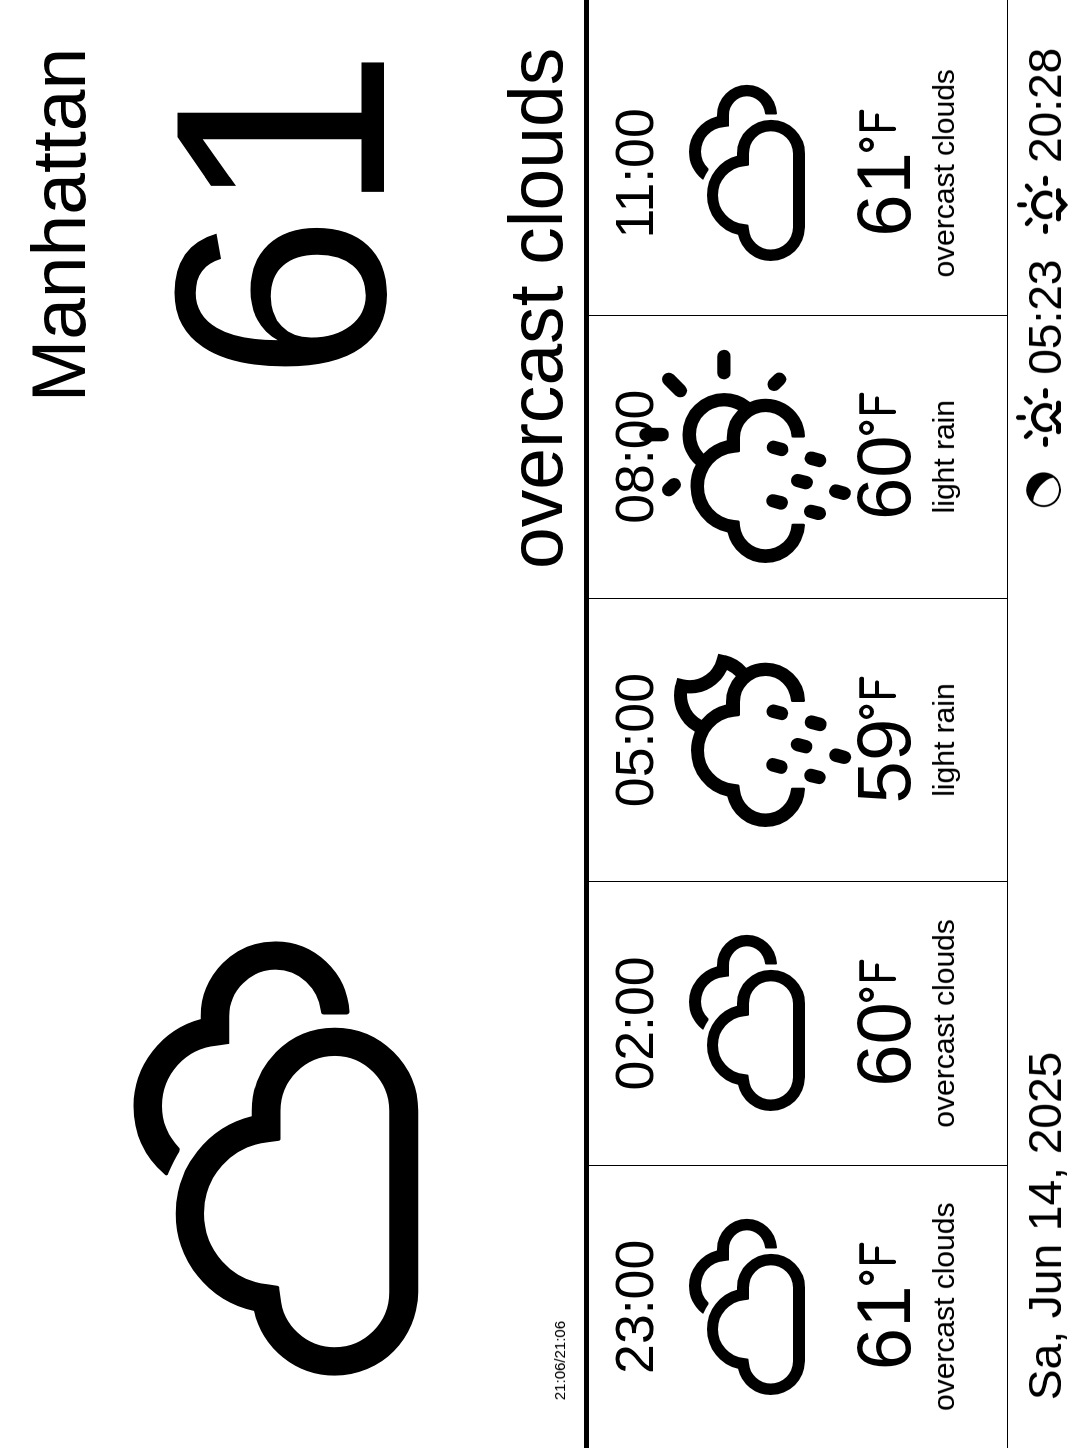 Manhattan
61
overcast clouds
21:06/21:06
23:00
61°F
overcast clouds
02:00
60°F
overcast clouds
05:00
59°F
light rain
08:00
60°F
light rain
11:00
61°F
overcast clouds
Sa, Jun 14, 2025
05:23
20:28